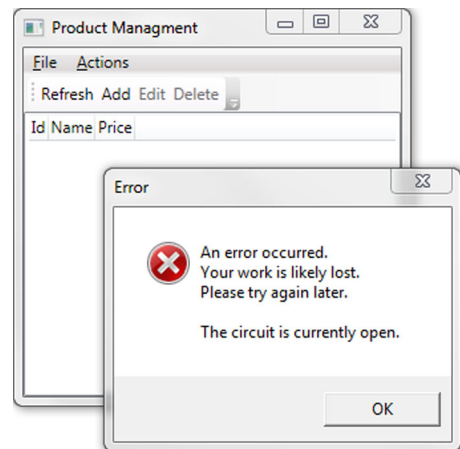 Product Managment
File Actions
Refresh Add Edit Delete
Id Name Price
Error
An error occurred.
Your work is likely lost.
Please try again later.
The circuit is currently open.
OK